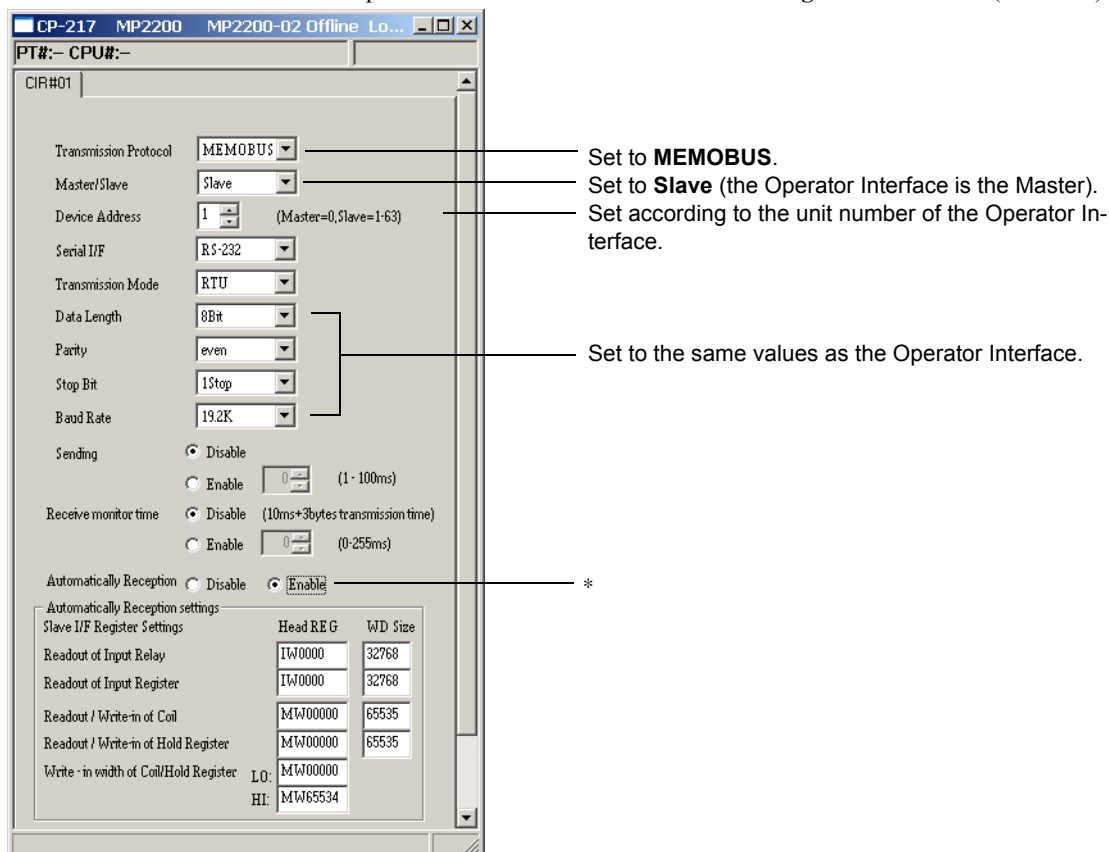 CP-217 MP2200 MP2200-02 Offline Lo...
PT#:– CPU#:–
CIR#01
Transmission Protocol MEMOBUS
Set to MEMOBUS.
Master/Slave Slave
Set to Slave (the Operator Interface is the Master).
Device Address 1 (Master=0,Slave=1-63)
Set according to the unit number of the Operator In-
terface.
Serial I/F RS-232
Transmission Mode RTU
Data Length 8Bit
Parity even
Set to the same values as the Operator Interface.
Stop Bit 1Stop
Baud Rate 19.2K
Sending Disable
Enable 0 (1 - 100ms)
Receive monitor time Disable (10ms+3bytes transmission time)
Enable 0 (0-255ms)
Automatically Reception Disable Enable
*
Automatically Reception settings
Slave I/F Register Settings Head REG WD Size
Readout of Input Relay IW0000 32768
Readout of Input Register IW0000 32768
Readout / Write-in of Coil MW00000 65535
Readout / Write-in of Hold Register MW00000 65535
Write - in width of Coil/Hold Register LO: MW00000
HI: MW65534